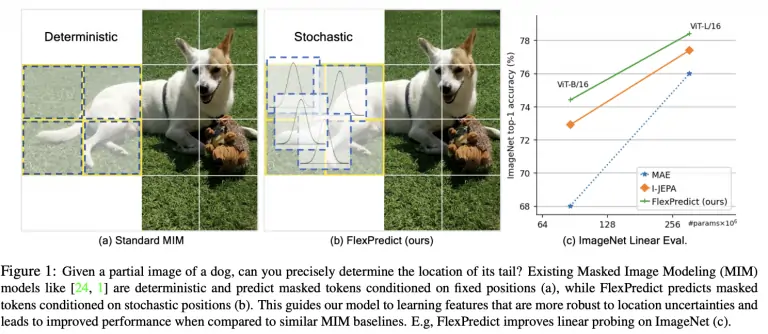 Deterministic
Stochastic
(a) Standard MIM
(b) FlexPredict (ours)
ImageNet top-1 accuracy (%)
78
76
74
72
70
68
ViT-L/16
ViT-B/16
MAE
I-JEPA
FlexPredict (ours)
64
128
256
#params×10⁶
(c) ImageNet Linear Eval.
Figure 1: Given a partial image of a dog, can you precisely determine the location of its tail? Existing Masked Image Modeling (MIM)
models like [24, 1] are deterministic and predict masked tokens conditioned on fixed positions (a), while FlexPredict predicts masked
tokens conditioned on stochastic positions (b). This guides our model to learning features that are more robust to location uncertainties and
leads to improved performance when compared to similar MIM baselines. E.g, FlexPredict improves linear probing on ImageNet (c).